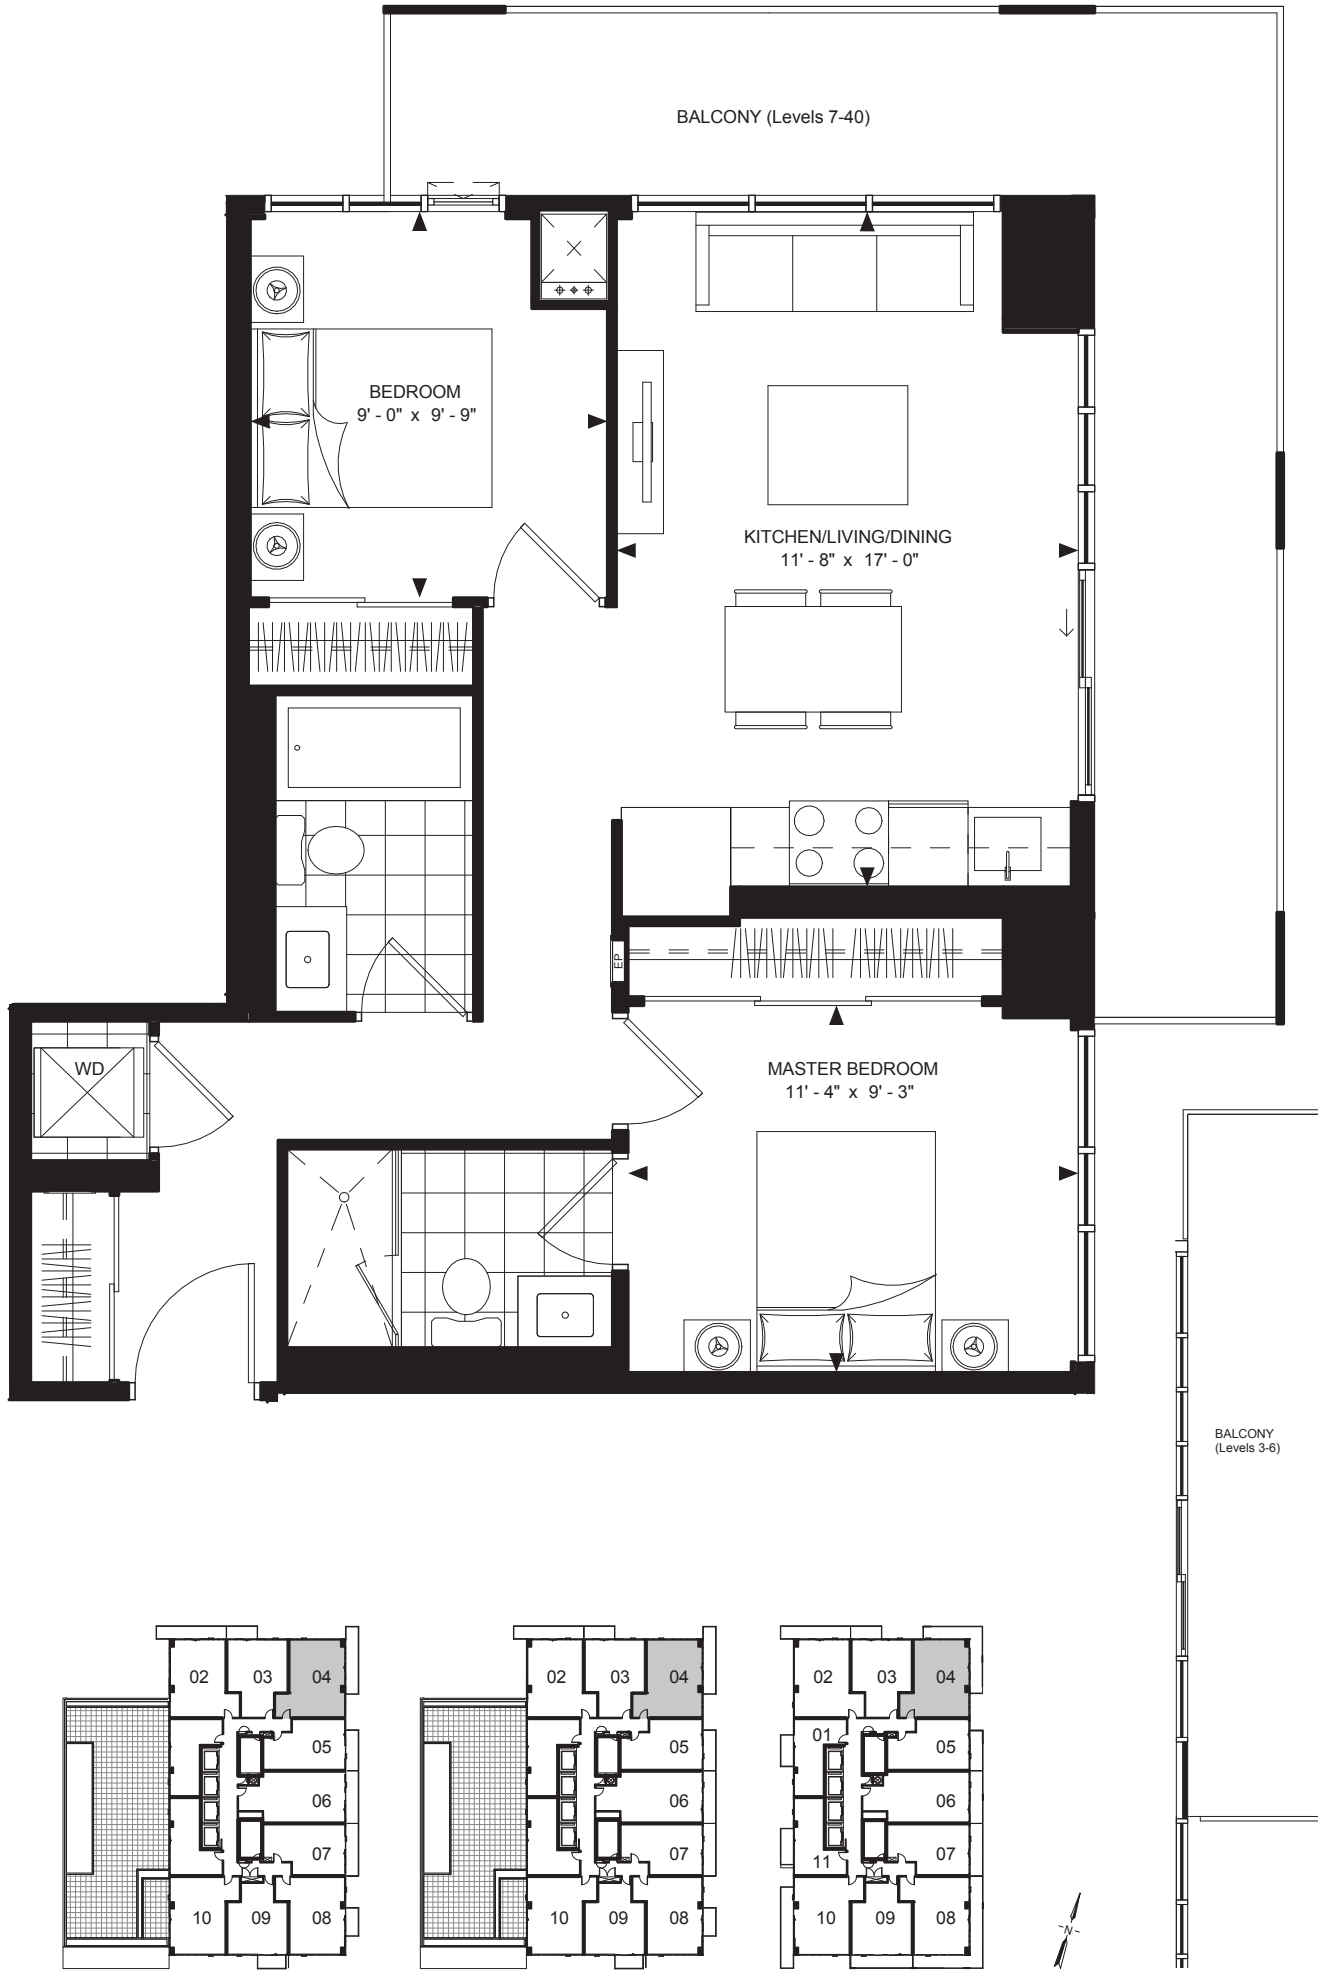 BALCONY (Levels 7-40)
BEDROOM
9' - 0" x 9' - 9"
KITCHEN/LIVING/DINING
11' - 8" x 17' - 0"
EP
WD
MASTER BEDROOM
11' - 4" x 9' - 3"
BALCONY
(Levels 3-6)
02 03 04
05
06
07
10 09 08
02 03 04
05
06
07
10 09 08
02 03 04
01 05
06
11 07
10 09 08
N